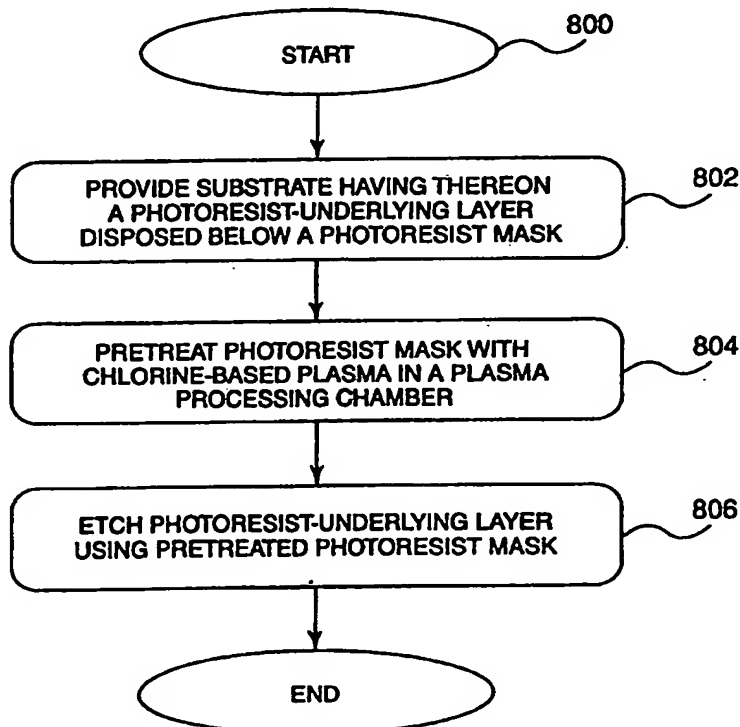 START
800
PROVIDE SUBSTRATE HAVING THEREON
A PHOTORESIST-UNDERLYING LAYER
DISPOSED BELOW A PHOTORESIST MASK
802
PRETREAT PHOTORESIST MASK WITH
CHLORINE-BASED PLASMA IN A PLASMA
PROCESSING CHAMBER
804
ETCH PHOTORESIST-UNDERLYING LAYER
USING PRETREATED PHOTORESIST MASK
806
END